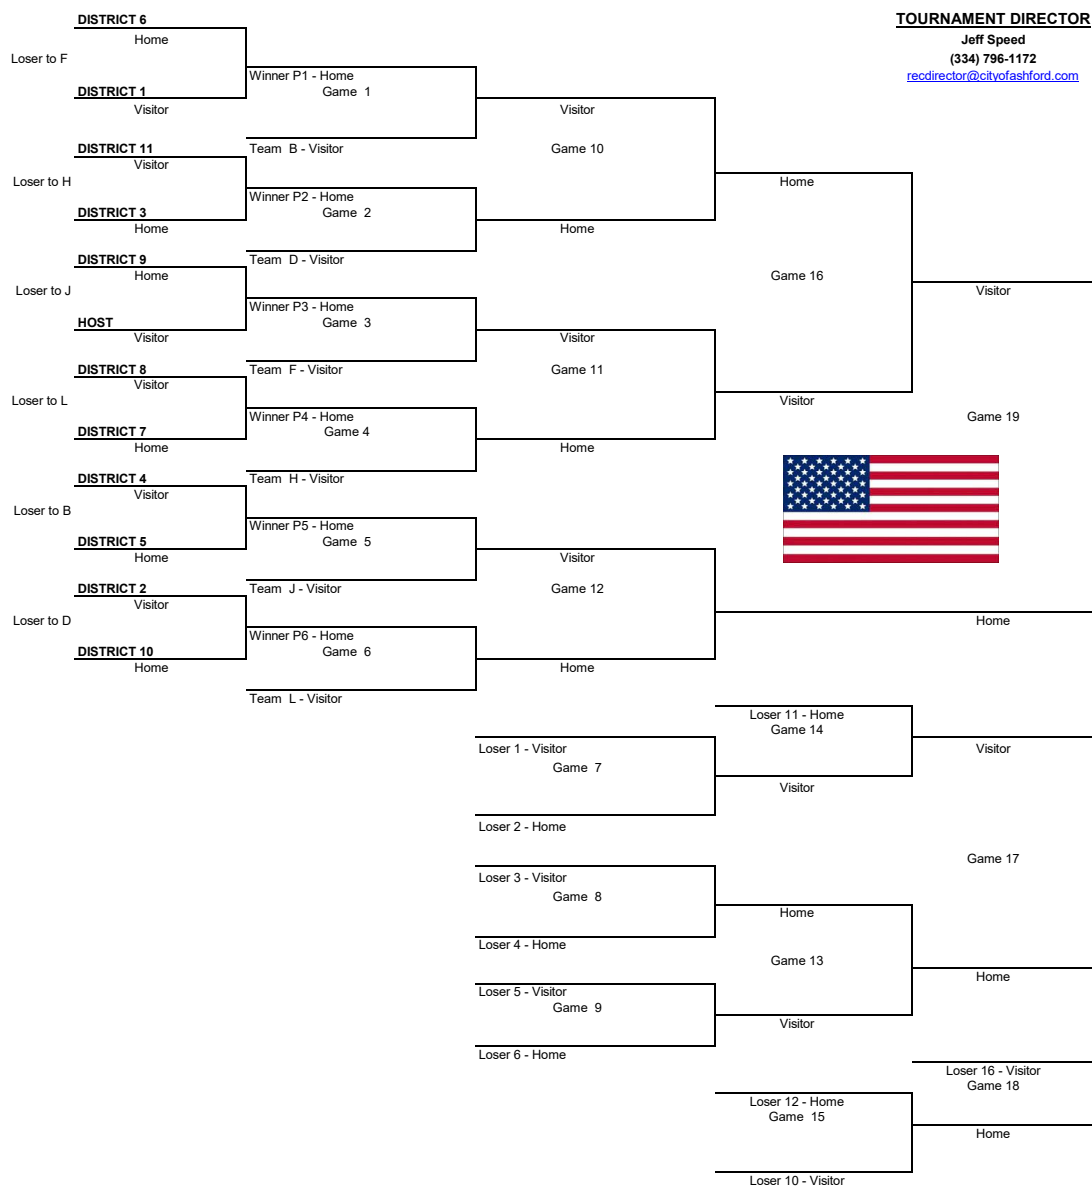 DISTRICT 6
TOURNAMENT DIRECTOR
Home
Jeff Speed
Loser to F
(334) 796-1172
Winner P1 - Home
recdirector@cityofashford.com
DISTRICT 1
Game 1
Visitor
Visitor
DISTRICT 11
Team B - Visitor
Game 10
Visitor
Loser to H
Home
Winner P2 - Home
DISTRICT 3
Game 2
Home
Home
DISTRICT 9
Team D - Visitor
Home
Game 16
Loser to J
Visitor
Winner P3 - Home
HOST
Game 3
Visitor
Visitor
DISTRICT 8
Team F - Visitor
Game 11
Visitor
Loser to L
Visitor
Winner P4 - Home
Game 19
DISTRICT 7
Game 4
Home
Home
DISTRICT 4
Team H - Visitor
Visitor
Loser to B
Winner P5 - Home
DISTRICT 5
Game 5
Home
Visitor
DISTRICT 2
Team J - Visitor
Game 12
Visitor
Loser to D
Home
Winner P6 - Home
DISTRICT 10
Game 6
Home
Home
Team L - Visitor
Loser 11 - Home
Game 14
Loser 1 - Visitor
Visitor
Game 7
Visitor
Loser 2 - Home
Game 17
Loser 3 - Visitor
Game 8
Home
Loser 4 - Home
Game 13
Home
Loser 5 - Visitor
Game 9
Visitor
Loser 6 - Home
Loser 16 - Visitor
Game 18
Loser 12 - Home
Game 15
Home
Loser 10 - Visitor